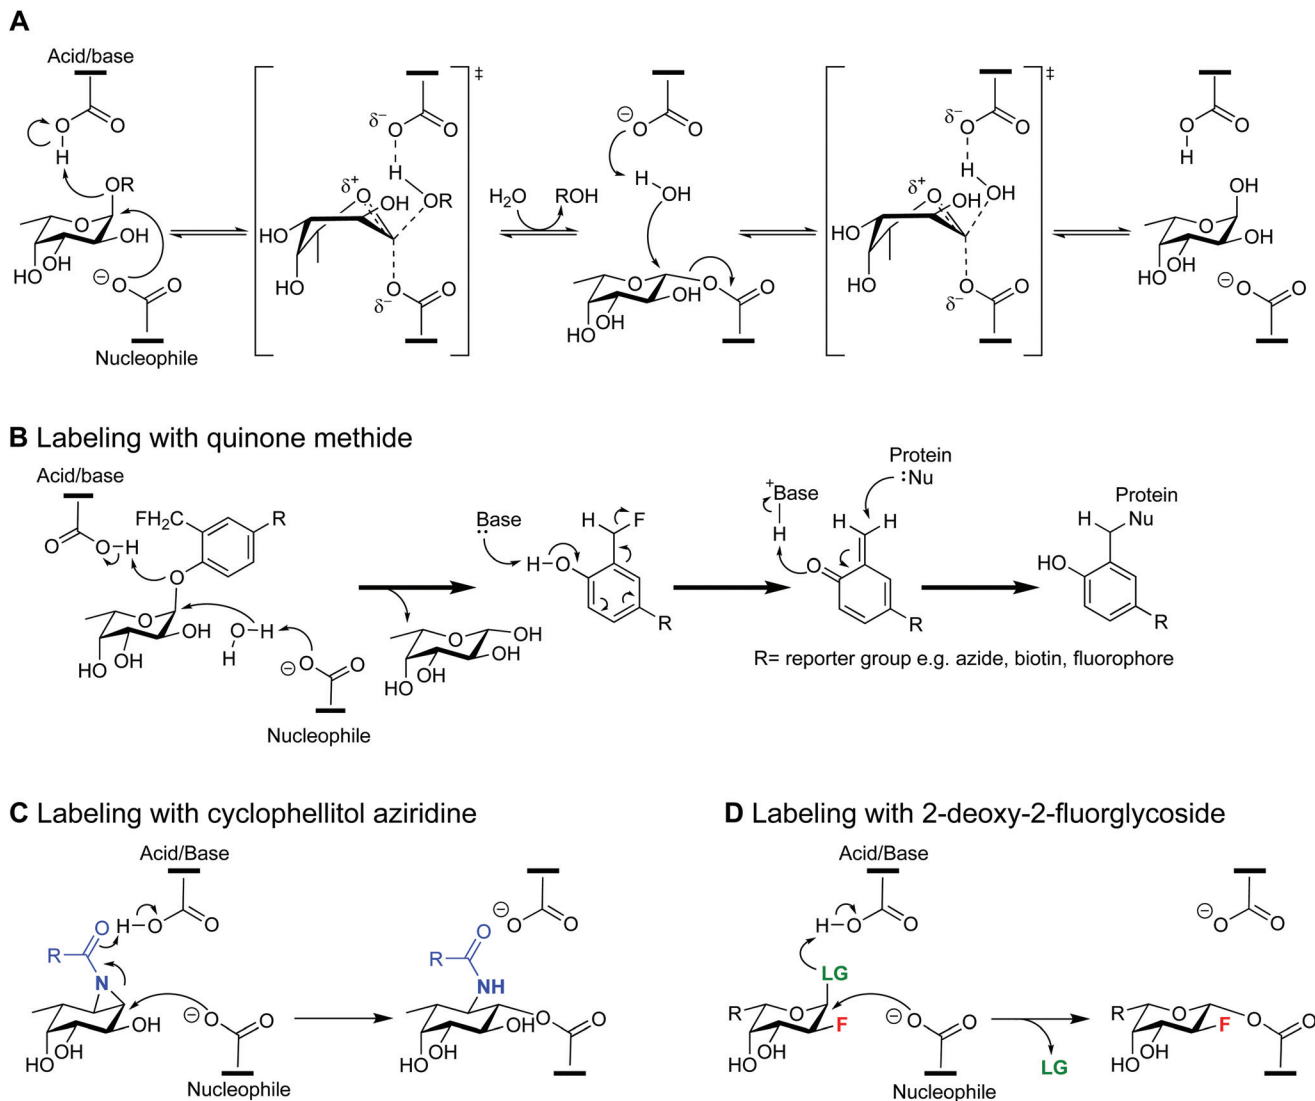 A
Acid/base
O
O
H
OR
O
OH
OH
HO
⊖
O
O
Nucleophile
‡
δ−
O
O
H
δ+
O
OH
OR
HO
HO
O
O
δ−
H2O
ROH
⊖
O
O
H
OH
O
O
O
OH
OH
HO
‡
δ−
O
O
H
δ+
O
OH
OH
HO
HO
O
O
δ−
O
O
H
OH
O
OH
OH
HO
⊖
O
O
B Labeling with quinone methide
Acid/base
O
O–H
FH2C
R
O
O
OH
OH
HO
O
H
H
⊖
O
O
Nucleophile
O
OH
OH
OH
HO
Base
:
H–O
H
F
R
+Base
H
O
H
H
R
Protein
:Nu
Protein
Nu
H
HO
R
R= reporter group e.g. azide, biotin, fluorophore
C Labeling with cyclophellitol aziridine
Acid/Base
H–O
O
R
O
N
OH
OH
HO
⊖
O
O
Nucleophile
⊖
O
O
R
O
NH
OH
OH
HO
O
O
D Labeling with 2-deoxy-2-fluorglycoside
Acid/Base
H–O
O
LG
R
O
F
OH
HO
⊖
O
O
Nucleophile
LG
⊖
O
O
R
O
F
OH
HO
O
O